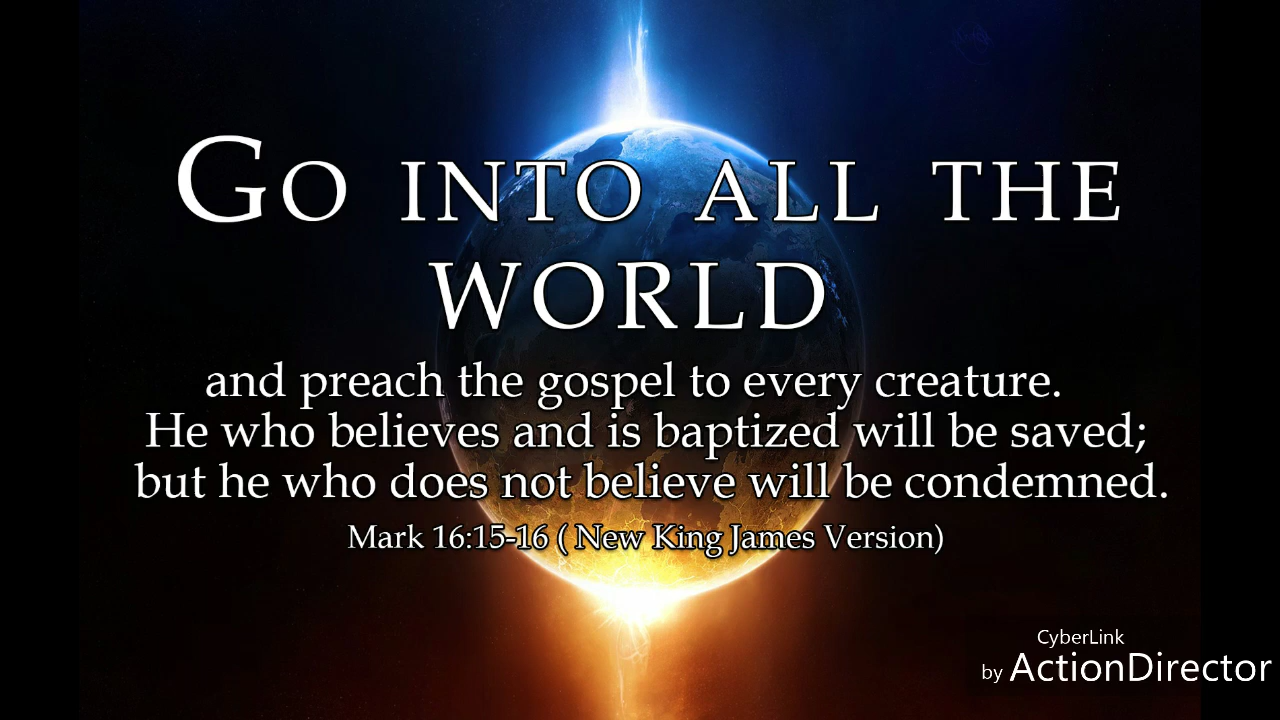 Go into all the
world
and preach the gospel to every creature.
He who believes and is baptized will be saved;
but he who does not believe will be condemned.
Mark 16:15-16 ( New King James Version)
CyberLink
by ActionDirector